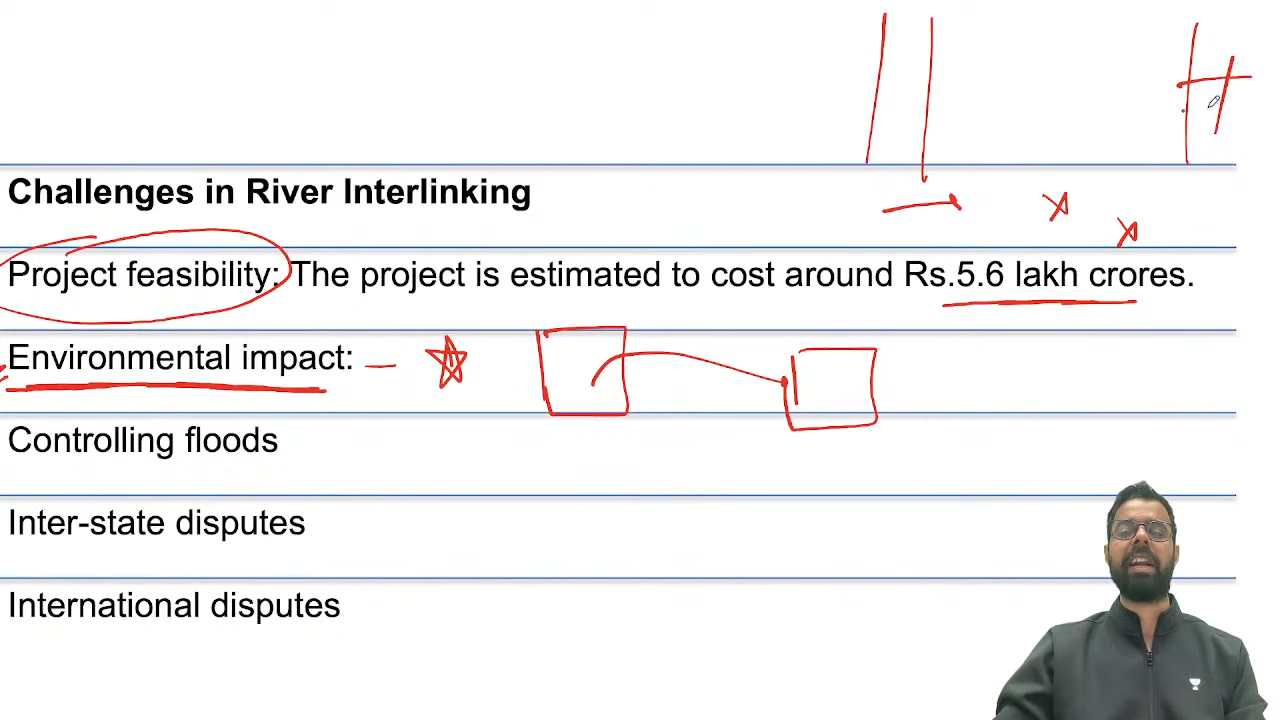 Challenges in River Interlinking
Project feasibility: The project is estimated to cost around Rs.5.6 lakh crores.
Environmental impact:
Controlling floods
Inter-state disputes
International disputes